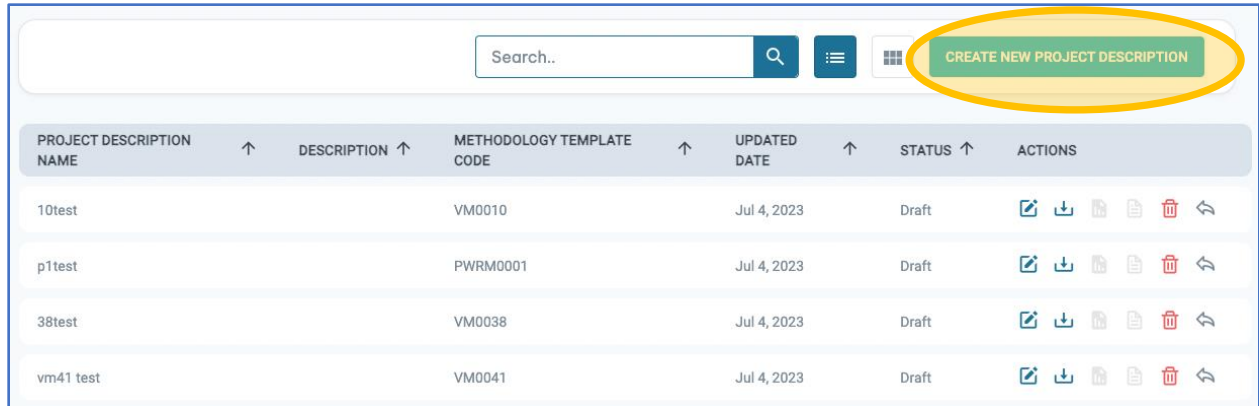 Search..
CREATE NEW PROJECT DESCRIPTION
PROJECT DESCRIPTION NAME DESCRIPTION METHODOLOGY TEMPLATE CODE UPDATED DATE STATUS ACTIONS
10test VM0010 Jul 4, 2023 Draft
p1test PWRM0001 Jul 4, 2023 Draft
38test VM0038 Jul 4, 2023 Draft
vm41 test VM0041 Jul 4, 2023 Draft